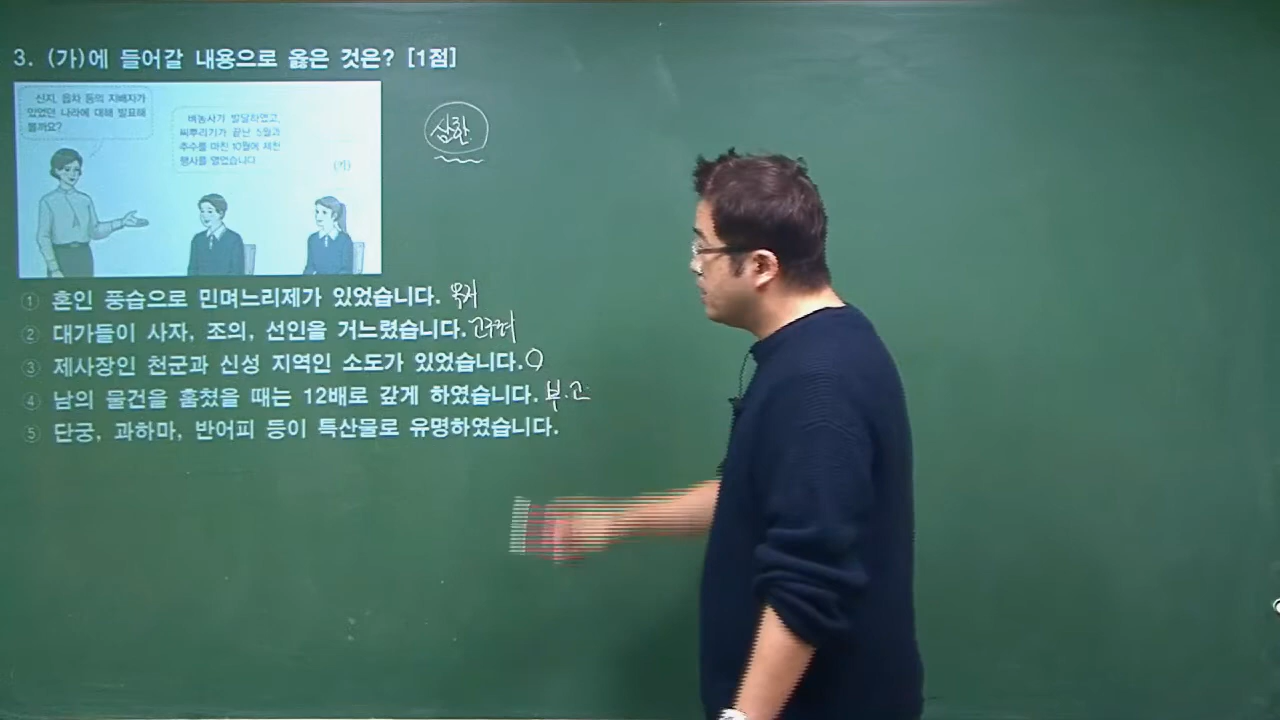 3. (가)에 들어갈 내용으로 옳은 것은? [1점]
신지, 읍차 등의 지배자가
있었던 나라에 대해 발표해
볼까요?
벼농사가 발달하였고,
씨뿌리기가 끝난 5월과
추수를 마친 10월에 제천
행사를 열었습니다.
(가)
삼한
① 혼인 풍습으로 민며느리제가 있었습니다. 옥저
② 대가들이 사자, 조의, 선인을 거느렸습니다. 고구려
③ 제사장인 천군과 신성 지역인 소도가 있었습니다. O
④ 남의 물건을 훔쳤을 때는 12배로 갚게 하였습니다. 부.고
⑤ 단궁, 과하마, 반어피 등이 특산물로 유명하였습니다.